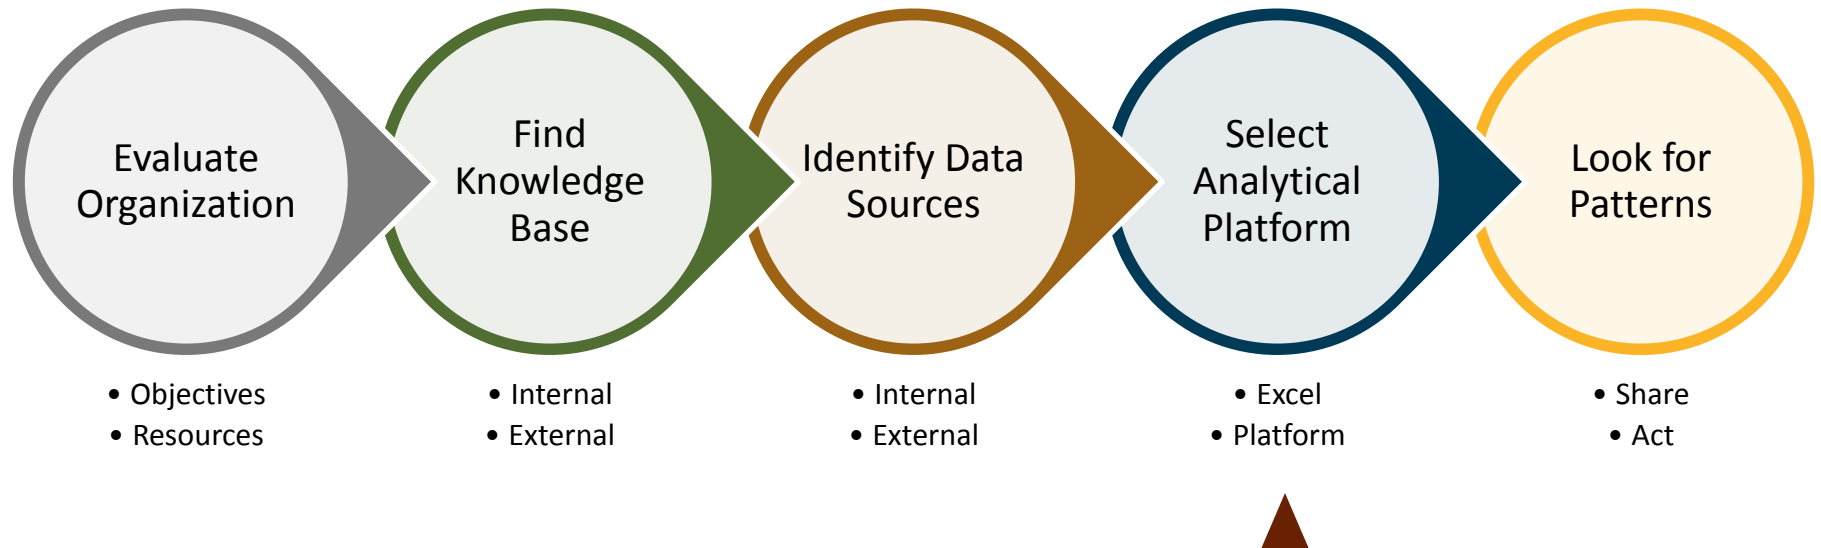 Evaluate
Organization
Find
Knowledge
Base
Identify Data
Sources
Select
Analytical
Platform
Look for
Patterns
• Objectives
• Resources
• Internal
• External
• Internal
• External
• Excel
• Platform
• Share
• Act